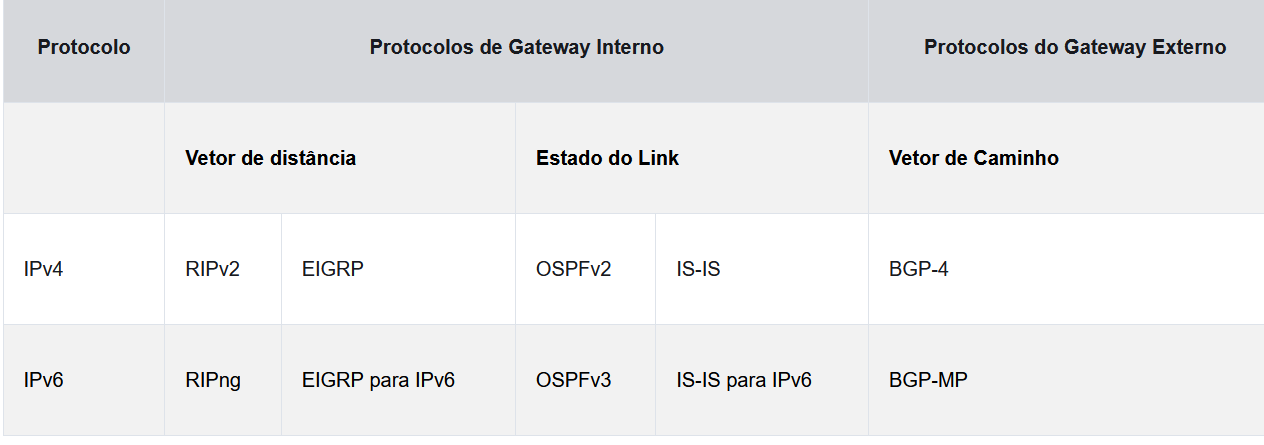 Protocolo Protocolos de Gateway Interno Protocolos do Gateway Externo
Vetor de distância Estado do Link Vetor de Caminho
IPv4 RIPv2 EIGRP OSPFv2 IS-IS BGP-4
IPv6 RIPng EIGRP para IPv6 OSPFv3 IS-IS para IPv6 BGP-MP